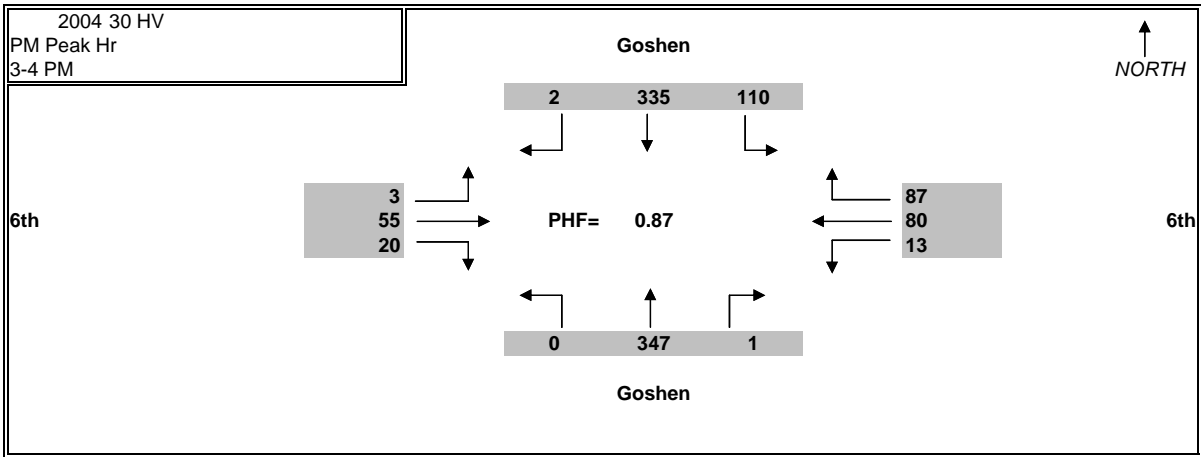 2004 30 HV
PM Peak Hr
3-4 PM
Goshen
NORTH
2 335 110
3 87
6th 55 PHF= 0.87 80 6th
20 13
0 347 1
Goshen